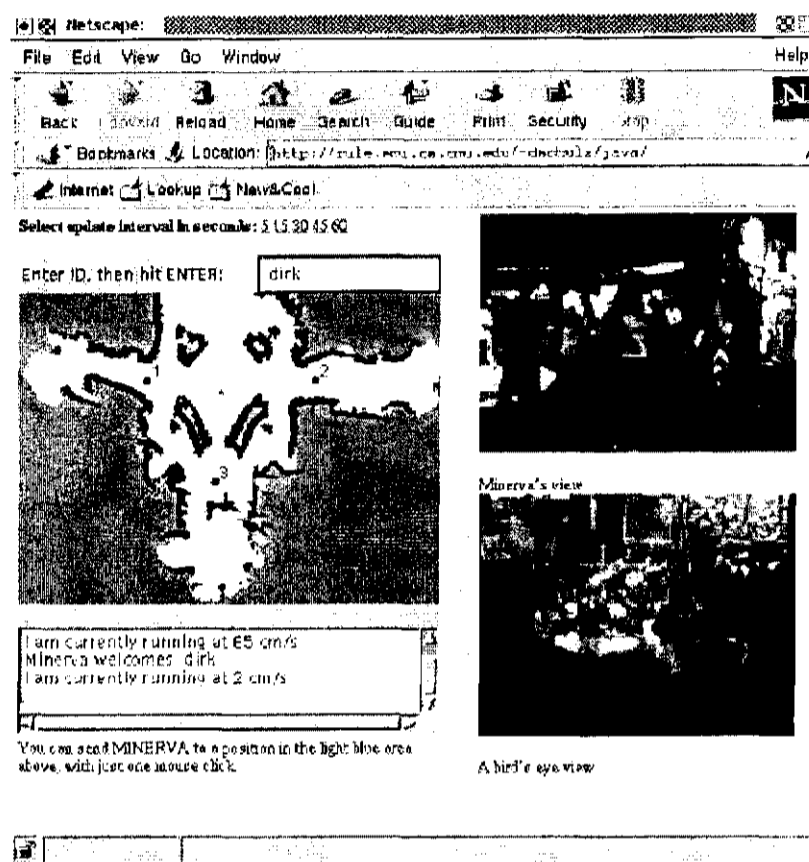 Netscape:
File Edit View Go Window Help
Back Reload Home Search Guide Print Security Stop
N
Bookmarks Location:
Internet Lookup New&Cool
Select update interval in seconds: 5 15 30 45 60
Enter ID, then hit ENTER: dirk
1
2
3
Minerva's view
I am currently running at 65 cm/s
Minerva welcomes dirk
I am currently running at 2 cm/s
You can send MINERVA to a position in the light blue area
above, with just one mouse click.
A bird's eye view